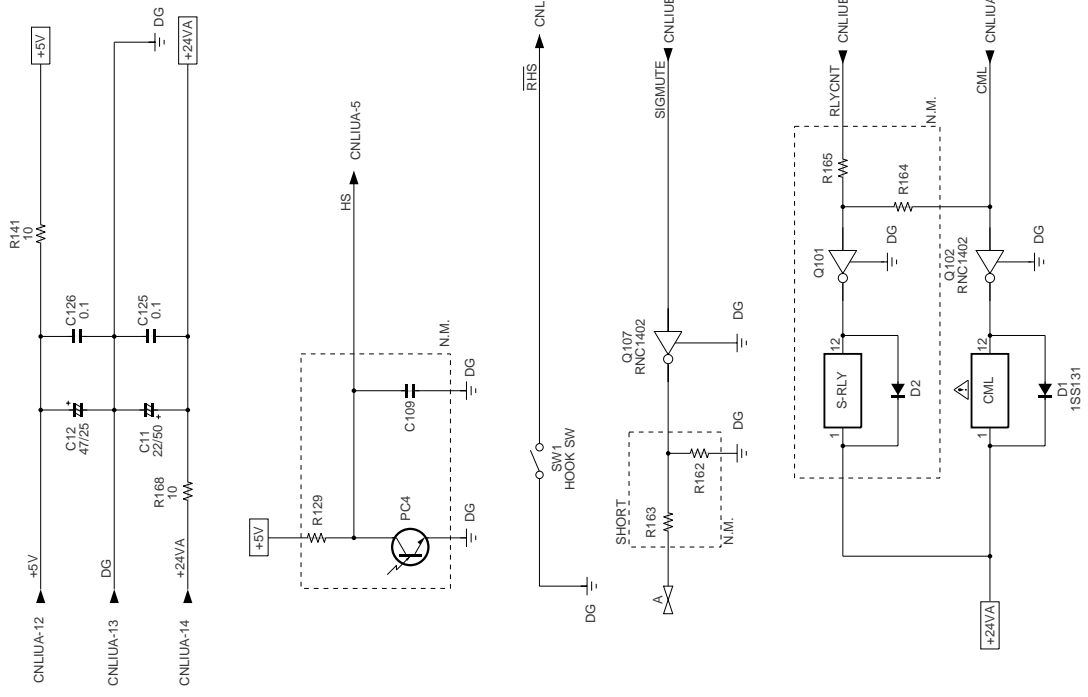 CNLIUA-12
+5V
R141
10
+5V
C12
47/25
+
C126
0.1
CNLIUA-13
DG
DG
C11
22/50
+
C125
0.1
CNLIUA-14
+24VA
R168
10
+24VA
+5V
R129
PC4
DG
C109
DG
N.M.
HS
CNLIUA-5
DG
SW1
HOOK SW
RHS
CNL
A
SHORT
R163
R162
N.M.
DG
Q107
RNC1402
DG
SIGMUTE
CNLIUE
+24VA
S-RLY
1
12
D2
Q101
DG
R165
R164
RLYCNT
CNLIUE
N.M.
CML
1
12
D1
1SS131
Q102
RNC1402
DG
CML
CNLIUA